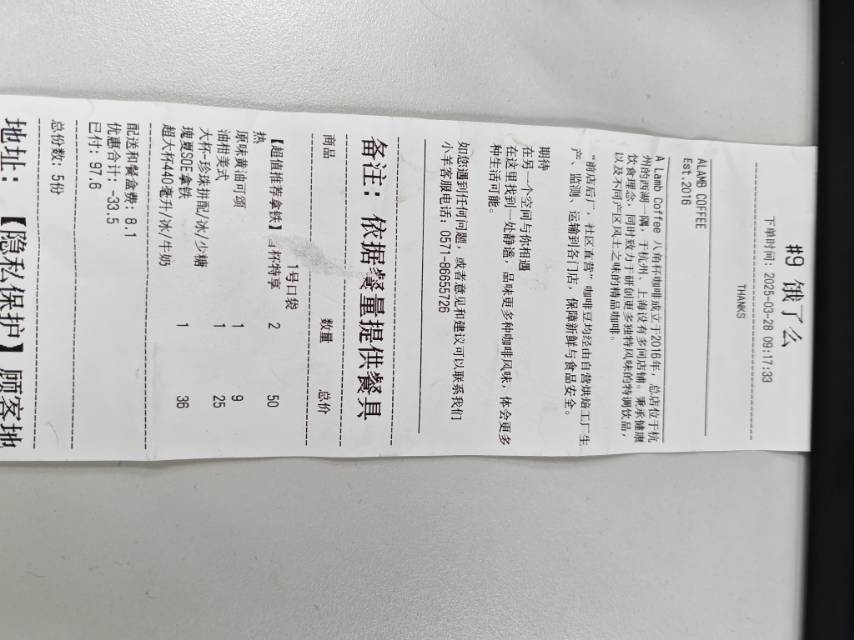 #9 饿了么
下单时间: 2025-03-28 09:17:33
THANKS
ALAMB COFFEE
Est.2016
A Lamb Coffee 八角杯咖啡成立于2016年, 总店位于杭
州的西湖一隅, 于杭州、上海设有多间店铺。秉承健康
饮食理念, 同时致力于研创更多独特风味的特调饮品,
以及不同产区风土之味的精品咖啡。
“前店后厂, 社区直营”咖啡豆均经由自营烘焙工厂生
产、监测、运输到各门店, 保障新鲜与食品安全。
期待
在另一个空间与你相遇
在这里找到一处静谧, 品味更多种咖啡风味, 体会更多
种生活可能。
如您遇到任何问题, 或者意见和建议可以联系我们
小羊客服电话: 0571-86655726
备注: 依据餐量提供餐具
商品 数量 总价
1号口袋
【超值推荐拿铁】 杯特享 2 50
热
原味黄油可颂 1 9
油柑美式 1 25
大杯-珍珠拼配/冰/少糖
瑰夏SOE拿铁 1 36
超大杯440毫升/冰/牛奶
配送和餐盒费: 8.1
优惠合计: -33.5
已付: 97.6
总份数: 5份
地址: 【隐私保护】顾客地